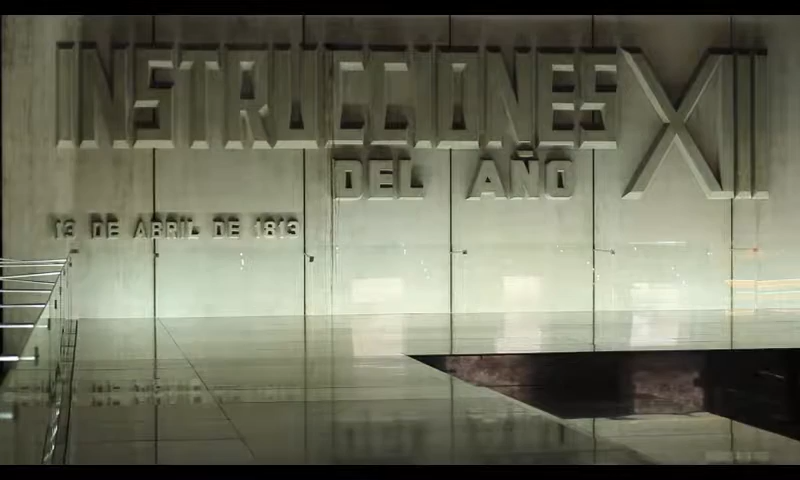 INSTRUCCIONES XIII
DEL AÑO
13 DE ABRIL DE 1813